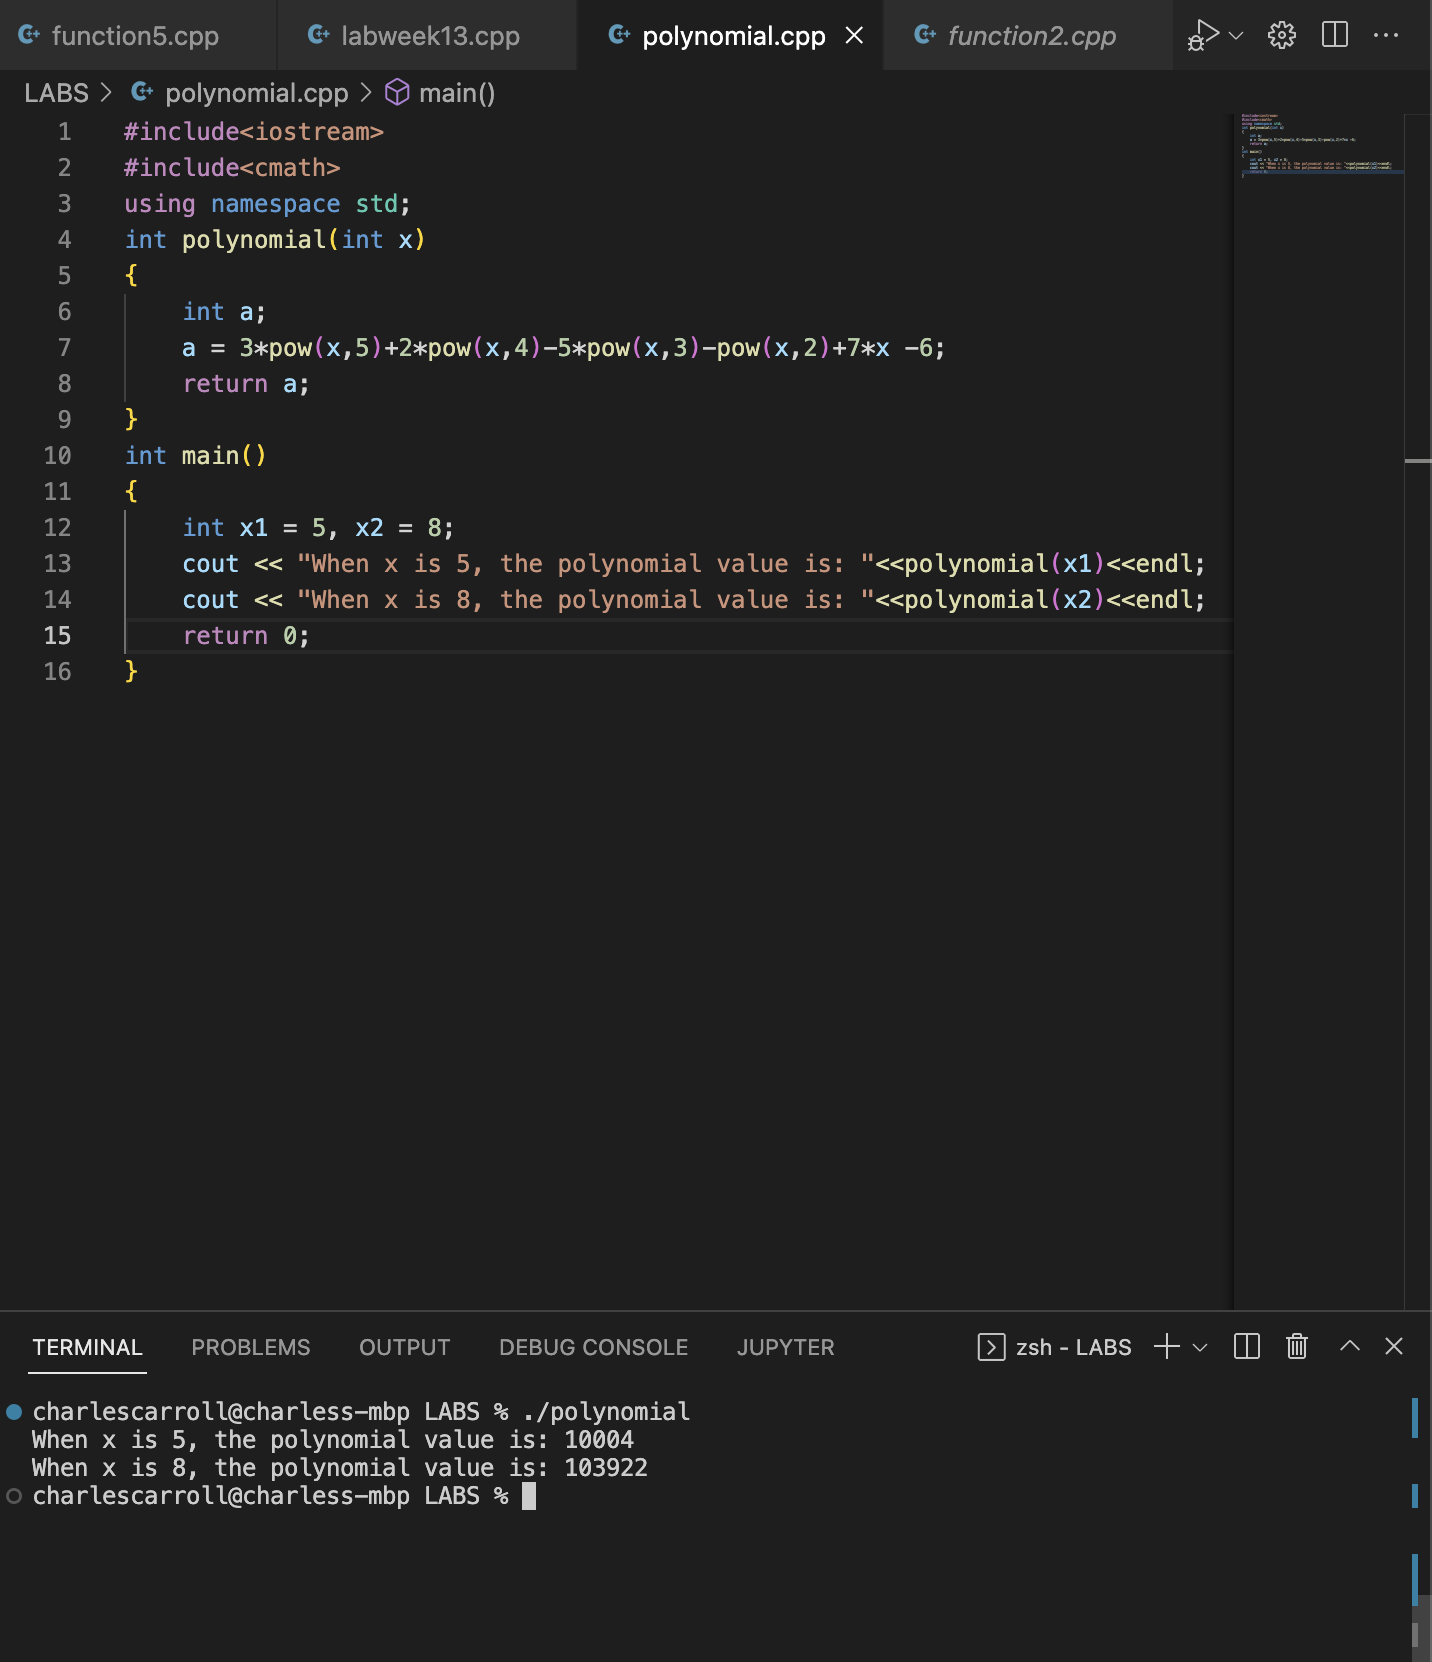 function5.cpp labweek13.cpp polynomial.cpp function2.cpp
LABS > polynomial.cpp > main()
1 #include<iostream>
2 #include<cmath>
3 using namespace std;
4 int polynomial(int x)
5 {
6     int a;
7     a = 3*pow(x,5)+2*pow(x,4)-5*pow(x,3)-pow(x,2)+7*x -6;
8     return a;
9 }
10 int main()
11 {
12     int x1 = 5, x2 = 8;
13     cout << "When x is 5, the polynomial value is: "<<polynomial(x1)<<endl;
14     cout << "When x is 8, the polynomial value is: "<<polynomial(x2)<<endl;
15     return 0;
16 }
TERMINAL PROBLEMS OUTPUT DEBUG CONSOLE JUPYTER zsh - LABS
charlescarroll@charless-mbp LABS % ./polynomial
When x is 5, the polynomial value is: 10004
When x is 8, the polynomial value is: 103922
charlescarroll@charless-mbp LABS %